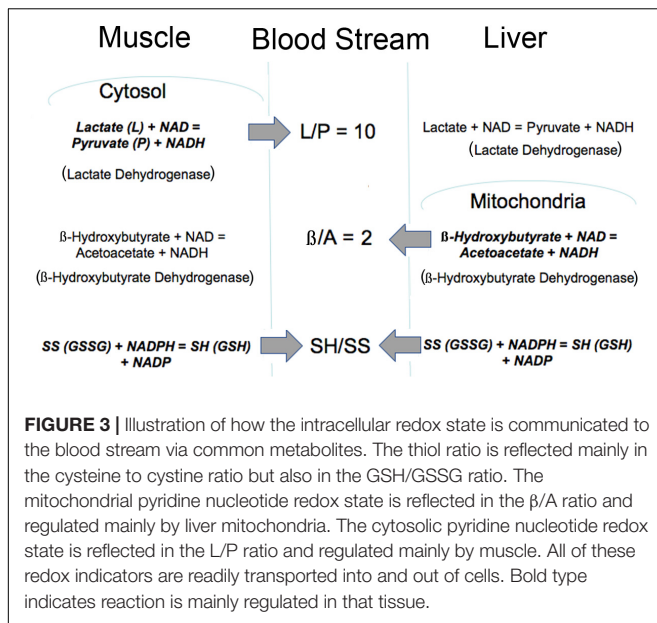 Muscle Blood Stream Liver
Cytosol
Lactate (L) + NAD =
Pyruvate (P) + NADH
(Lactate Dehydrogenase)
L/P = 10
Lactate + NAD = Pyruvate + NADH
(Lactate Dehydrogenase)
Mitochondria
ß-Hydroxybutyrate + NAD =
Acetoacetate + NADH
(ß-Hydroxybutyrate Dehydrogenase)
ß/A = 2
ß-Hydroxybutyrate + NAD =
Acetoacetate + NADH
(ß-Hydroxybutyrate Dehydrogenase)
SS (GSSG) + NADPH = SH (GSH)
+ NADP
SH/SS
SS (GSSG) + NADPH = SH (GSH)
+ NADP
FIGURE 3 | Illustration of how the intracellular redox state is communicated to
the blood stream via common metabolites. The thiol ratio is reflected mainly in
the cysteine to cystine ratio but also in the GSH/GSSG ratio. The
mitochondrial pyridine nucleotide redox state is reflected in the β/A ratio and
regulated mainly by liver mitochondria. The cytosolic pyridine nucleotide redox
state is reflected in the L/P ratio and regulated mainly by muscle. All of these
redox indicators are readily transported into and out of cells. Bold type
indicates reaction is mainly regulated in that tissue.